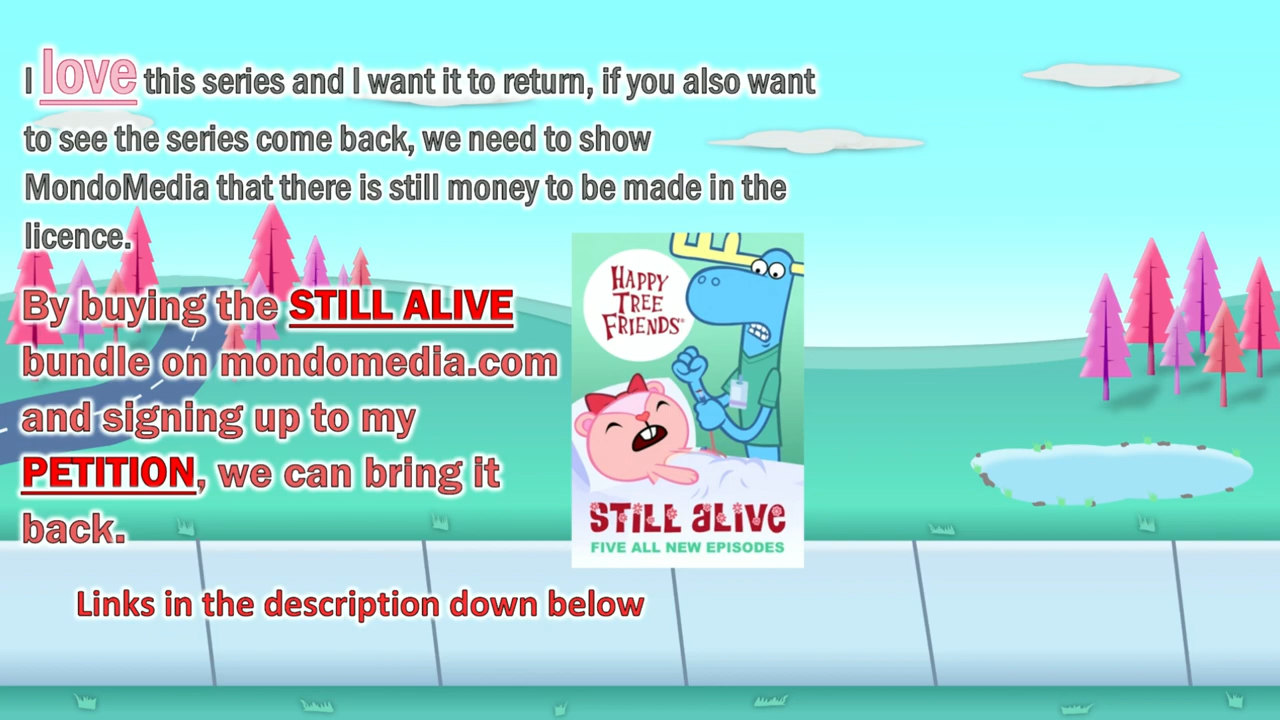 I love this series and I want it to return, if you also want
to see the series come back, we need to show
MondoMedia that there is still money to be made in the
licence.
By buying the STILL ALIVE
bundle on mondomedia.com
and signing up to my
PETITION, we can bring it
back.
HAPPY
TREE
FRIENDS
STILL ALIVE
FIVE ALL NEW EPISODES
Links in the description down below